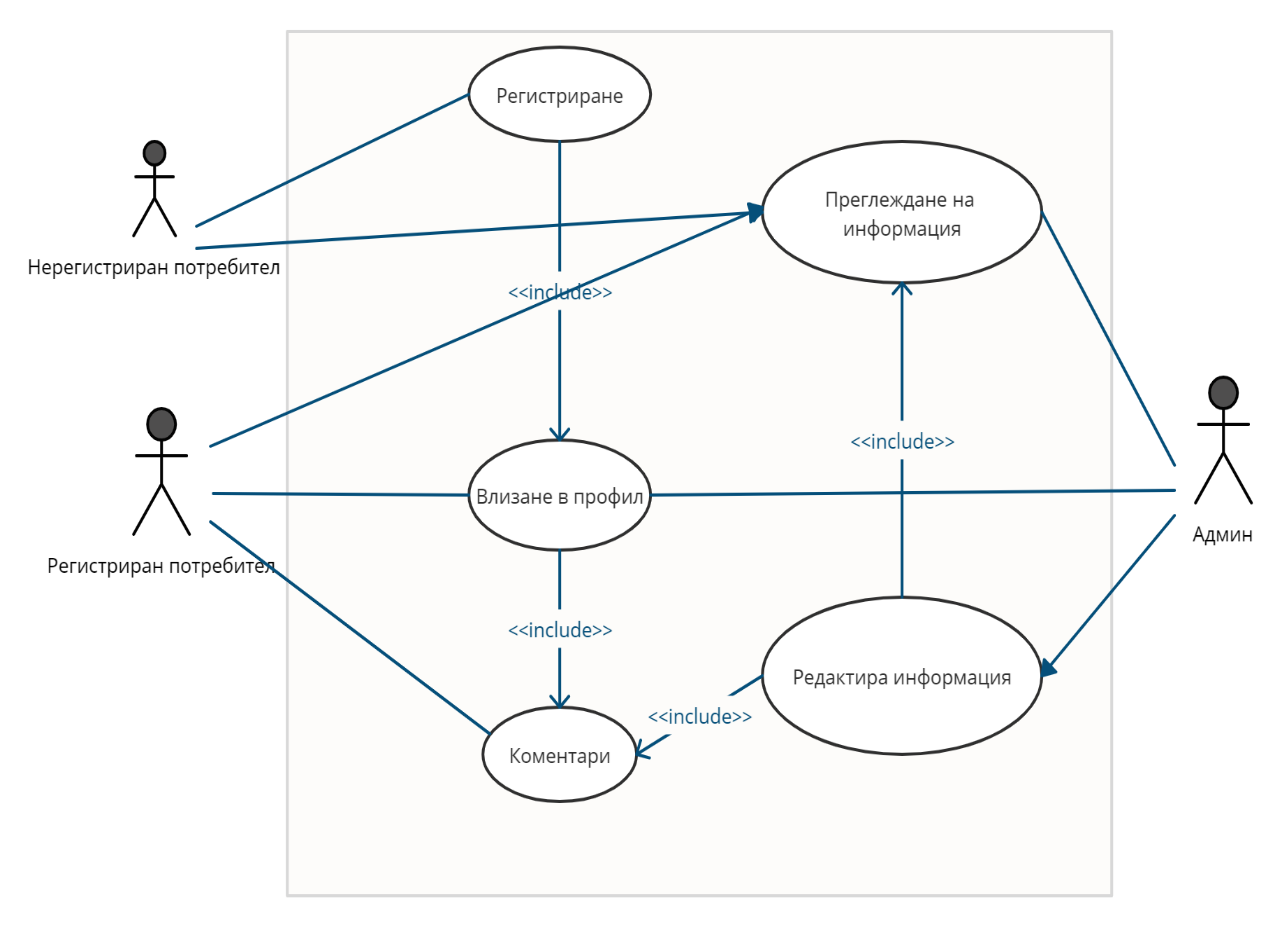 Регистриране
Преглеждане на
информация
Нерегистриран потребител
<<include>>
<<include>>
Влизане в профил
Админ
Регистриран потребител
<<include>>
Редактира информация
<<include>>
Коментари